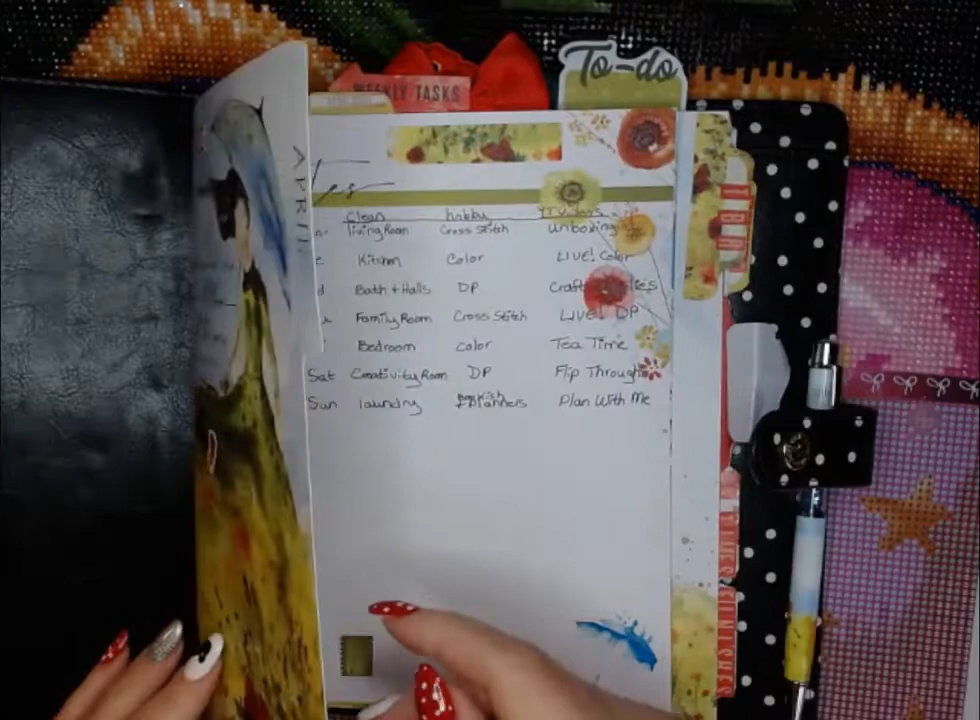 To-do
WEEKLY TASKS
APRIL
Clean hobby
living Room Cross Stitch Unboxing
Kitchen Color LIVE! Color
Bath + Halls DP
Family Room Cross Stitch LIVE! DP
Bedroom color Tea Time
Sat Creativity Room DP Flip Through
Sun laundry planners Plan With Me